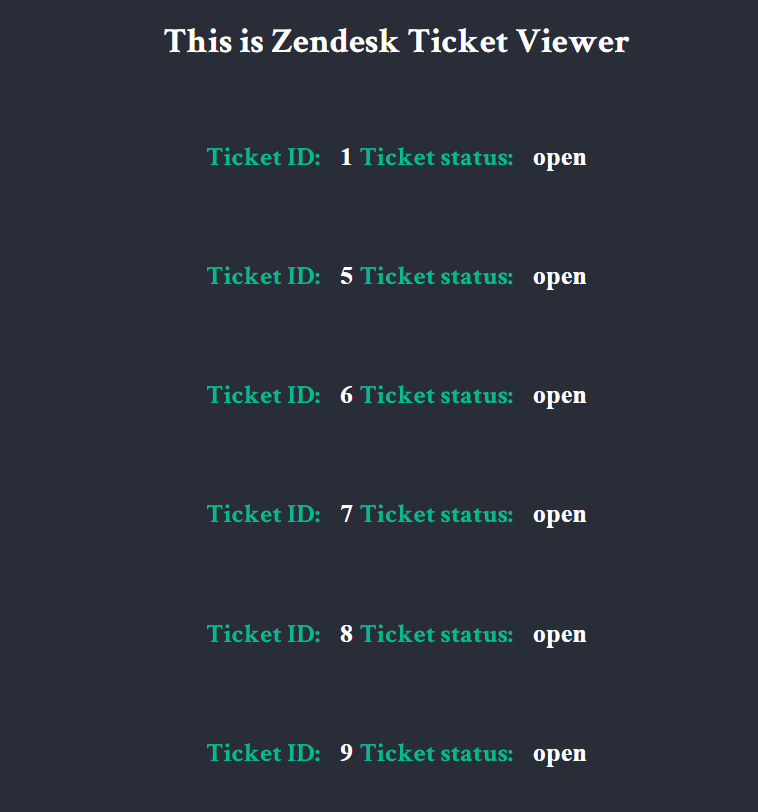 This is Zendesk Ticket Viewer
Ticket ID: 1 Ticket status: open
Ticket ID: 5 Ticket status: open
Ticket ID: 6 Ticket status: open
Ticket ID: 7 Ticket status: open
Ticket ID: 8 Ticket status: open
Ticket ID: 9 Ticket status: open